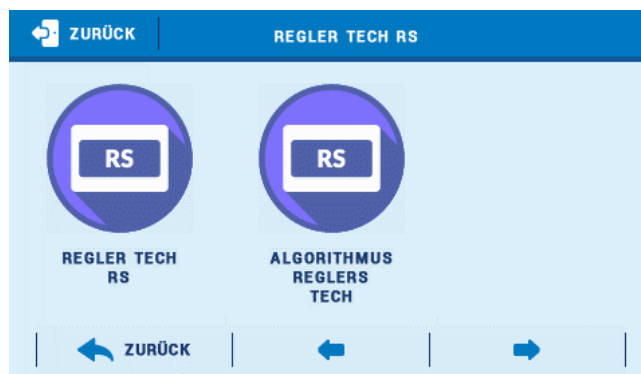 ZURÜCK
REGLER TECH RS
RS
RS
REGLER TECH
RS
ALGORITHMUS
REGLERS
TECH
ZURÜCK